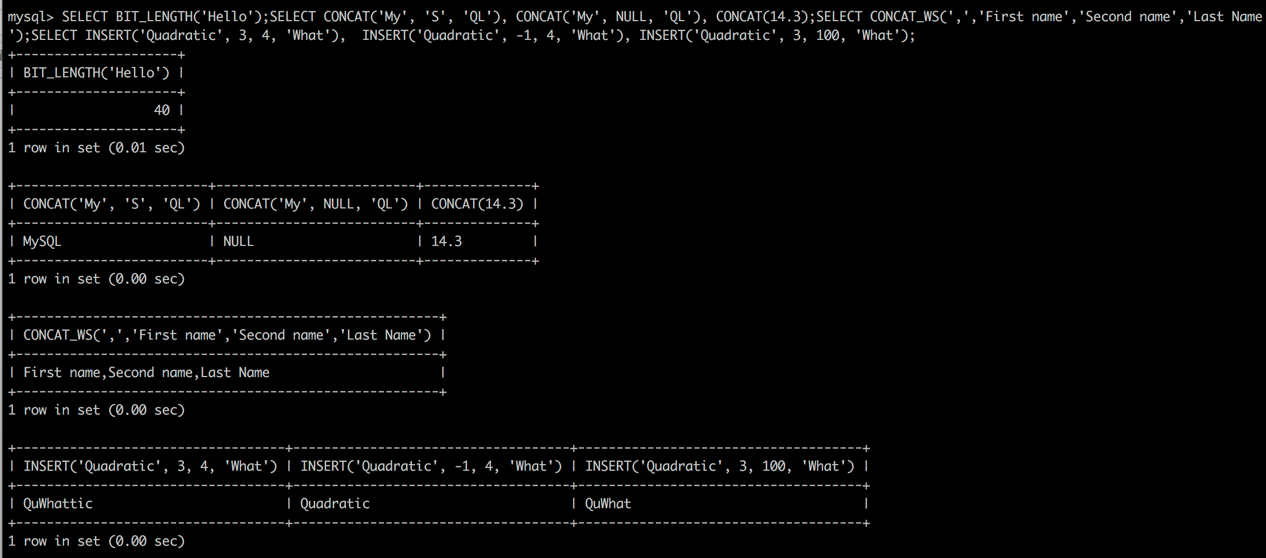 mysql> SELECT BIT_LENGTH('Hello');SELECT CONCAT('My', 'S', 'QL'), CONCAT('My', NULL, 'QL'), CONCAT(14.3);SELECT CONCAT_WS(',','First name','Second name','Last Name
');SELECT INSERT('Quadratic', 3, 4, 'What'),  INSERT('Quadratic', -1, 4, 'What'), INSERT('Quadratic', 3, 100, 'What');
+---------------------+
| BIT_LENGTH('Hello') |
+---------------------+
|                  40 |
+---------------------+
1 row in set (0.01 sec)

+-------------------------+--------------------------+--------------+
| CONCAT('My', 'S', 'QL') | CONCAT('My', NULL, 'QL') | CONCAT(14.3) |
+-------------------------+--------------------------+--------------+
| MySQL                   | NULL                     | 14.3         |
+-------------------------+--------------------------+--------------+
1 row in set (0.00 sec)

+-------------------------------------------------------+
| CONCAT_WS(',','First name','Second name','Last Name') |
+-------------------------------------------------------+
| First name,Second name,Last Name                      |
+-------------------------------------------------------+
1 row in set (0.00 sec)

+-----------------------------------+------------------------------------+-------------------------------------+
| INSERT('Quadratic', 3, 4, 'What') | INSERT('Quadratic', -1, 4, 'What') | INSERT('Quadratic', 3, 100, 'What') |
+-----------------------------------+------------------------------------+-------------------------------------+
| QuWhattic                         | Quadratic                          | QuWhat                              |
+-----------------------------------+------------------------------------+-------------------------------------+
1 row in set (0.00 sec)